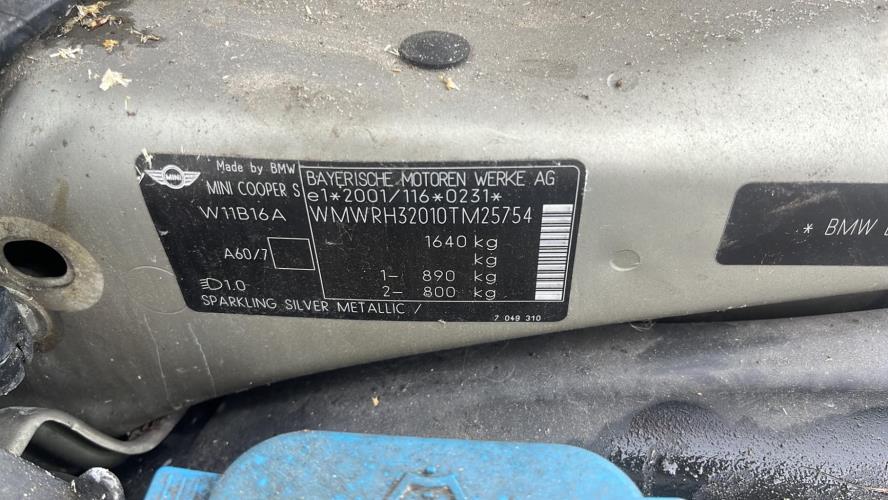 Made by BMW
MINI
MINI COOPER S
BAYERISCHE MOTOREN WERKE AG
e1*2001/116*0231*
W11B16A
WMWRH32010TM25754
1640 kg
kg
A60/7
1- 890 kg
1.0
2- 800 kg
SPARKLING SILVER METALLIC /
7 049 310
* BMW